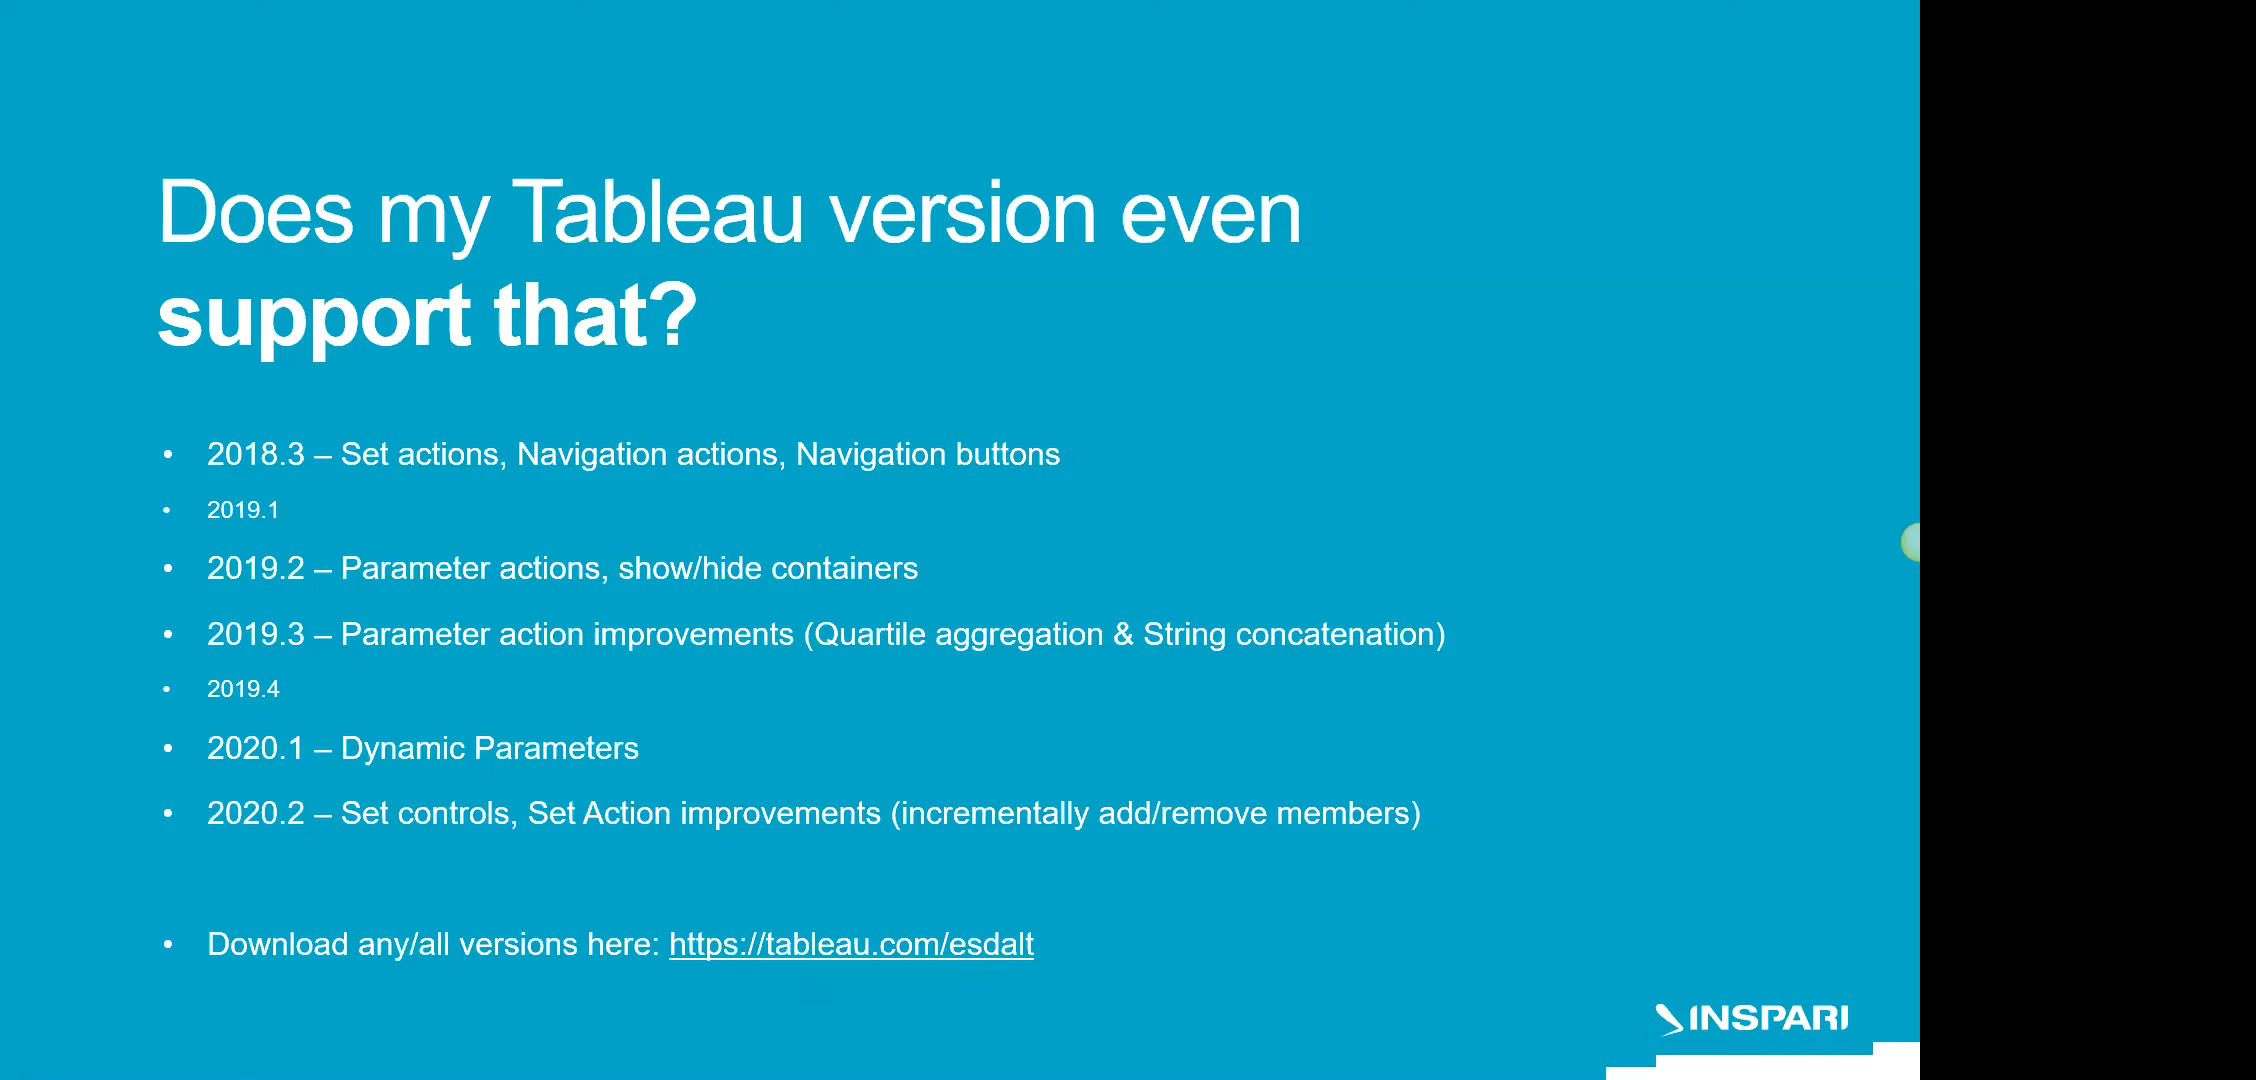 Does my Tableau version even
support that?
• 2018.3 – Set actions, Navigation actions, Navigation buttons
• 2019.1
• 2019.2 – Parameter actions, show/hide containers
• 2019.3 – Parameter action improvements (Quartile aggregation & String concatenation)
• 2019.4
• 2020.1 – Dynamic Parameters
• 2020.2 – Set controls, Set Action improvements (incrementally add/remove members)
• Download any/all versions here: https://tableau.com/esdalt
INSPARI